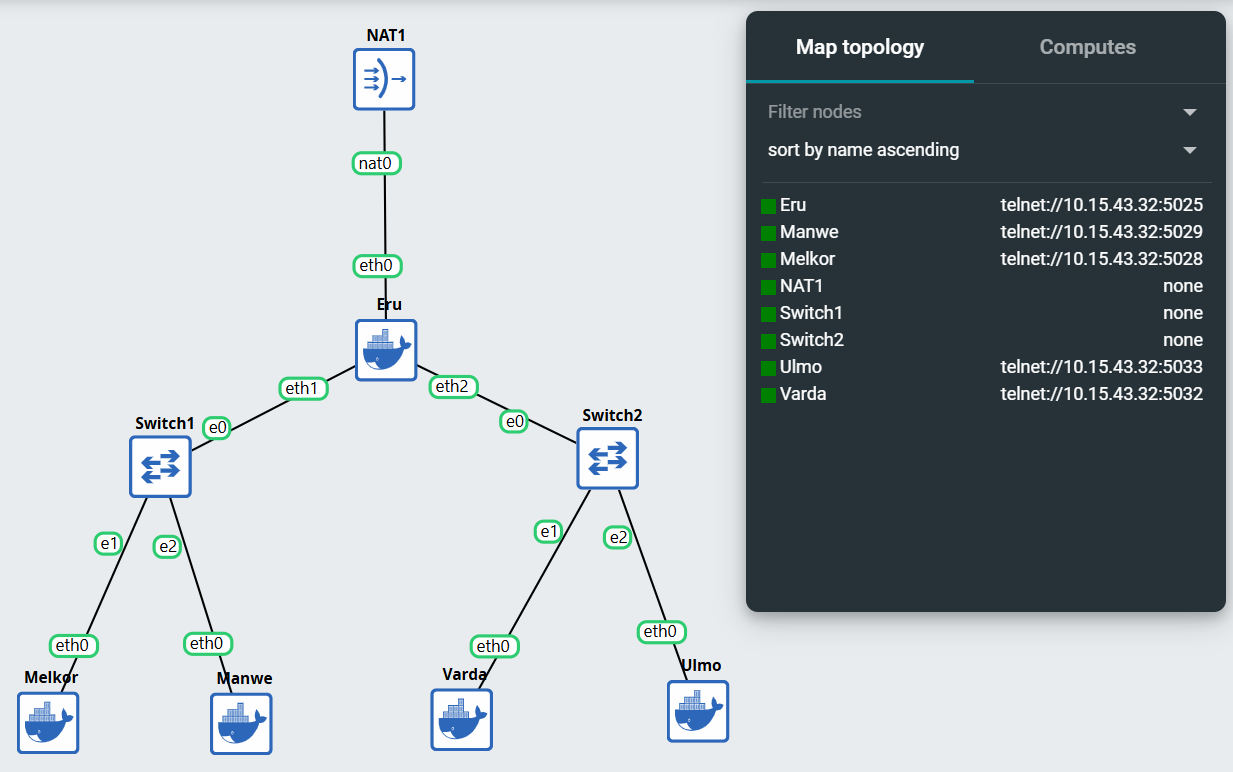 NAT1
nat0
eth0
Eru
eth1
eth2
Switch1
e0
e0
Switch2
e1
e2
e1
e2
eth0
eth0
eth0
eth0
Melkor
Manwe
Varda
Ulmo
Map topology
Computes
Filter nodes
sort by name ascending
Eru telnet://10.15.43.32:5025
Manwe telnet://10.15.43.32:5029
Melkor telnet://10.15.43.32:5028
NAT1 none
Switch1 none
Switch2 none
Ulmo telnet://10.15.43.32:5033
Varda telnet://10.15.43.32:5032